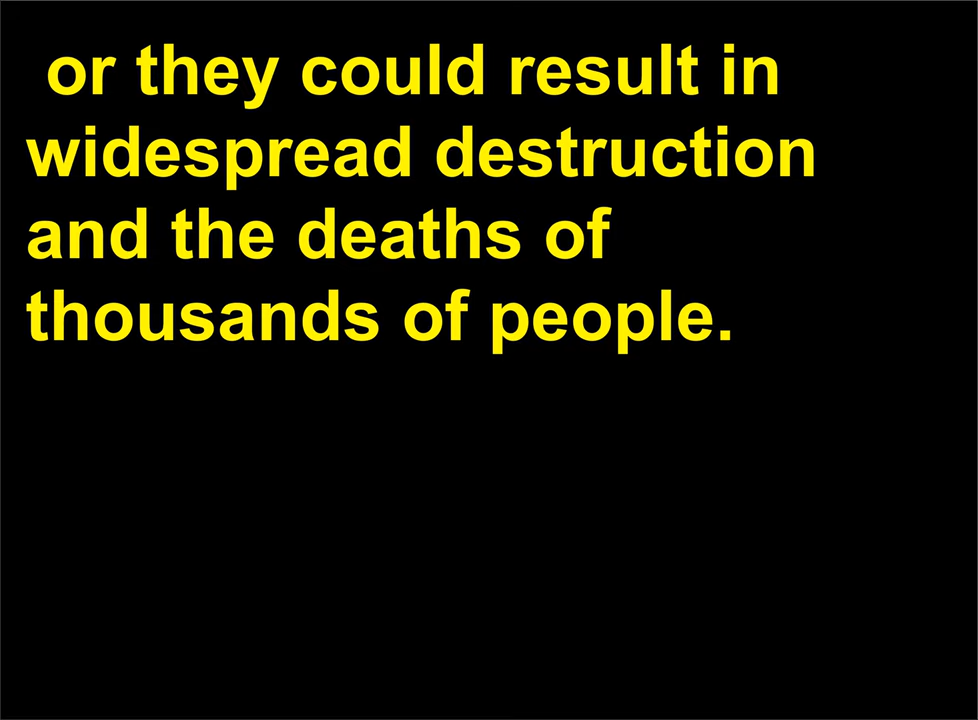 or they could result in
widespread destruction
and the deaths of
thousands of people.